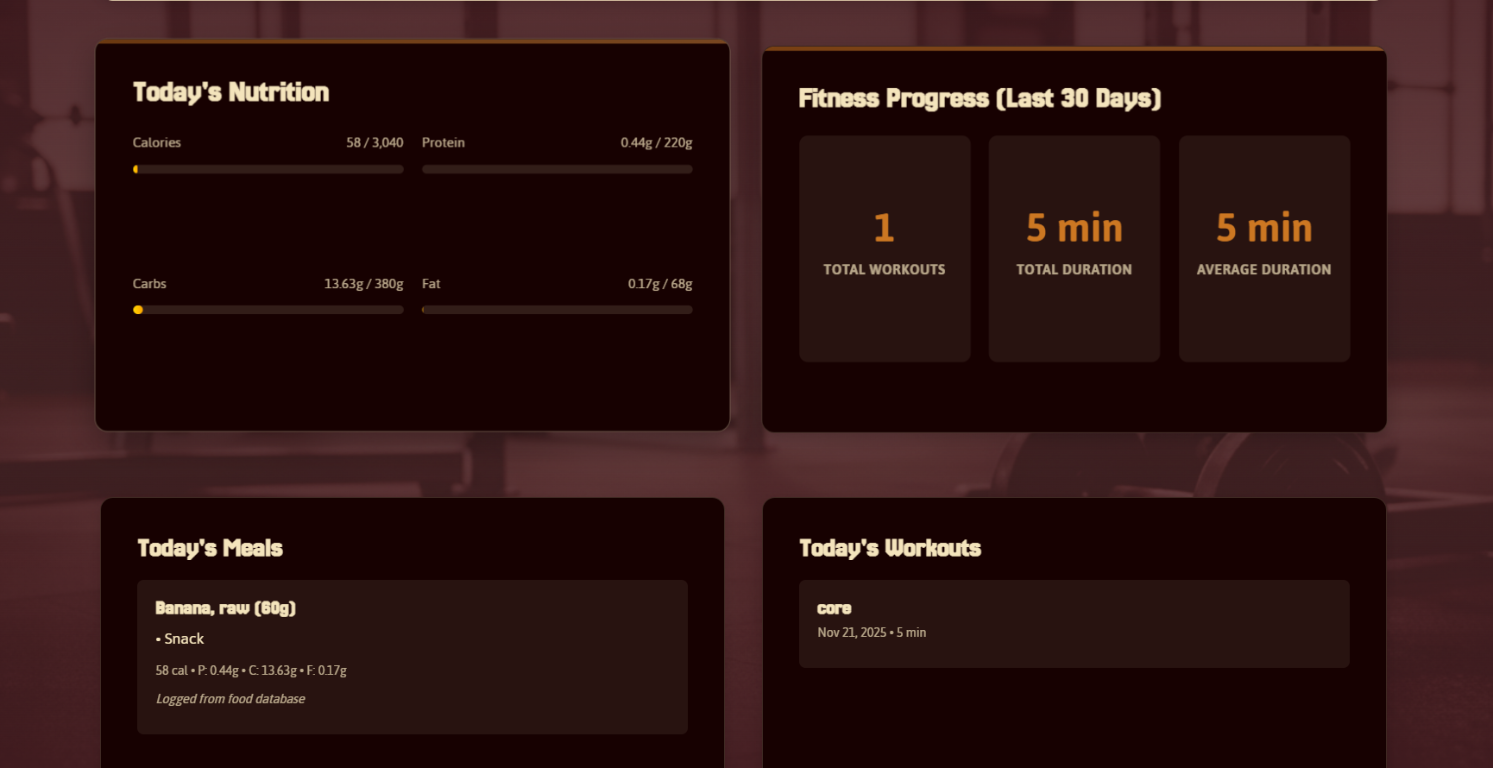 Today's Nutrition
Calories 58 / 3,040 Protein 0.44g / 220g
Carbs 13.63g / 380g Fat 0.17g / 68g
Fitness Progress (Last 30 Days)
1 5 min 5 min
TOTAL WORKOUTS TOTAL DURATION AVERAGE DURATION
Today's Meals
Banana, raw (60g)
• Snack
58 cal • P: 0.44g • C: 13.63g • F: 0.17g
Logged from food database
Today's Workouts
core
Nov 21, 2025 • 5 min